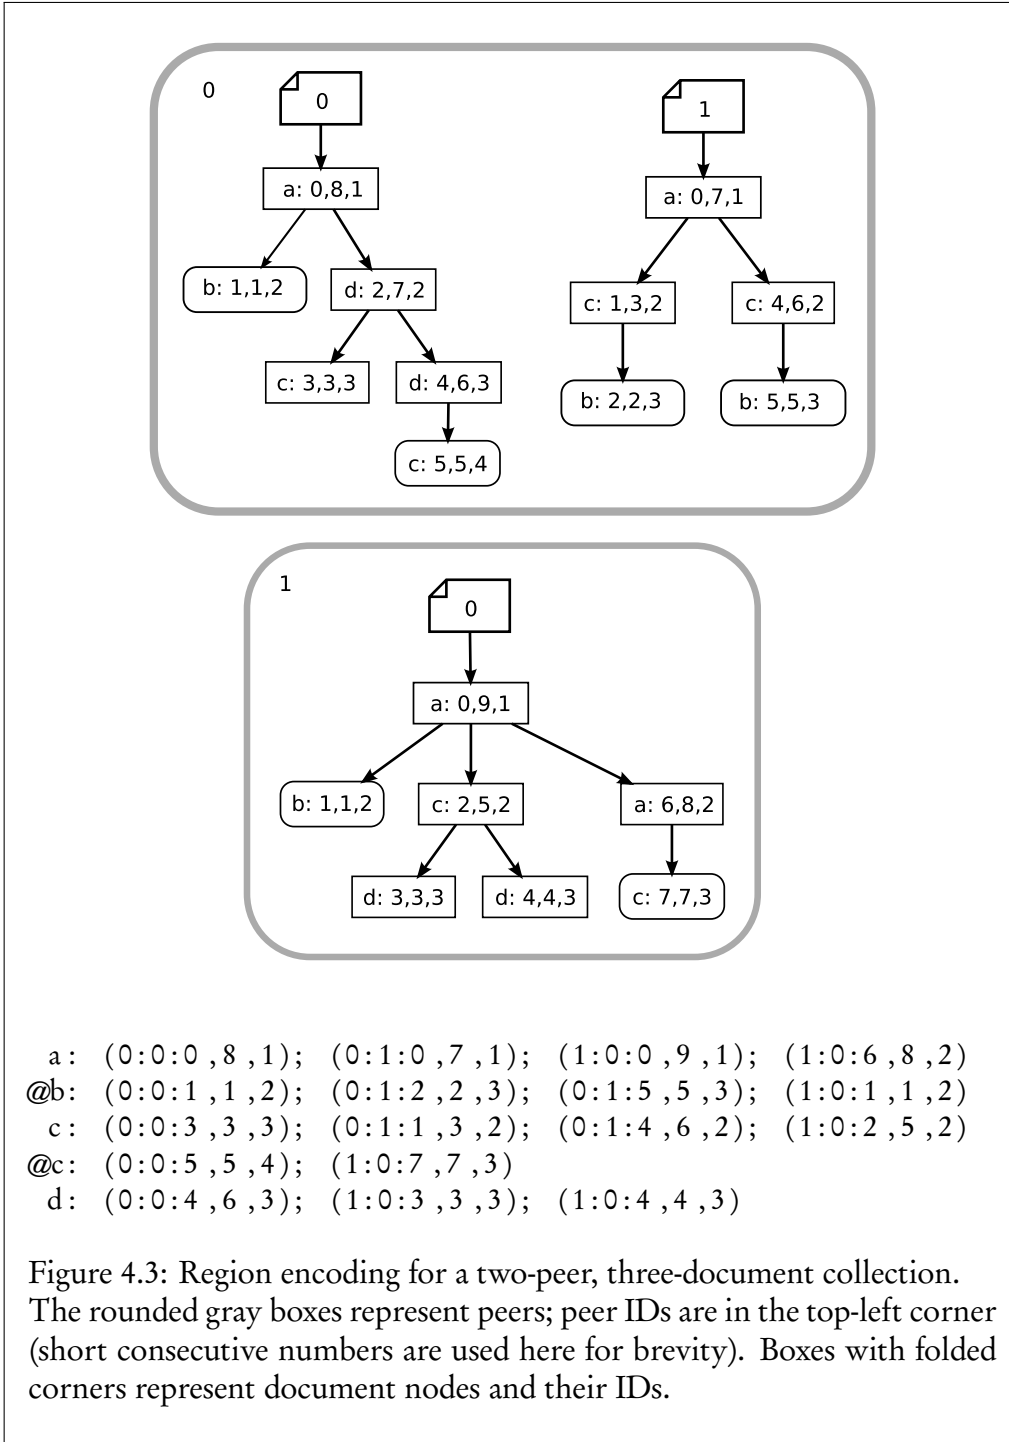 0
0
1
a: 0,8,1
a: 0,7,1
b: 1,1,2
d: 2,7,2
c: 1,3,2
c: 4,6,2
c: 3,3,3
d: 4,6,3
b: 2,2,3
b: 5,5,3
c: 5,5,4
1
0
a: 0,9,1
b: 1,1,2
c: 2,5,2
a: 6,8,2
d: 3,3,3
d: 4,4,3
c: 7,7,3
a: (0:0:0 ,8 ,1); (0:1:0 ,7 ,1); (1:0:0 ,9 ,1); (1:0:6 ,8 ,2)
@b: (0:0:1 ,1 ,2); (0:1:2 ,2 ,3); (0:1:5 ,5 ,3); (1:0:1 ,1 ,2)
c: (0:0:3 ,3 ,3); (0:1:1 ,3 ,2); (0:1:4 ,6 ,2); (1:0:2 ,5 ,2)
@c: (0:0:5 ,5 ,4); (1:0:7 ,7 ,3)
d: (0:0:4 ,6 ,3); (1:0:3 ,3 ,3); (1:0:4 ,4 ,3)
Figure 4.3: Region encoding for a two-peer, three-document collection.
The rounded gray boxes represent peers; peer IDs are in the top-left corner
(short consecutive numbers are used here for brevity). Boxes with folded
corners represent document nodes and their IDs.